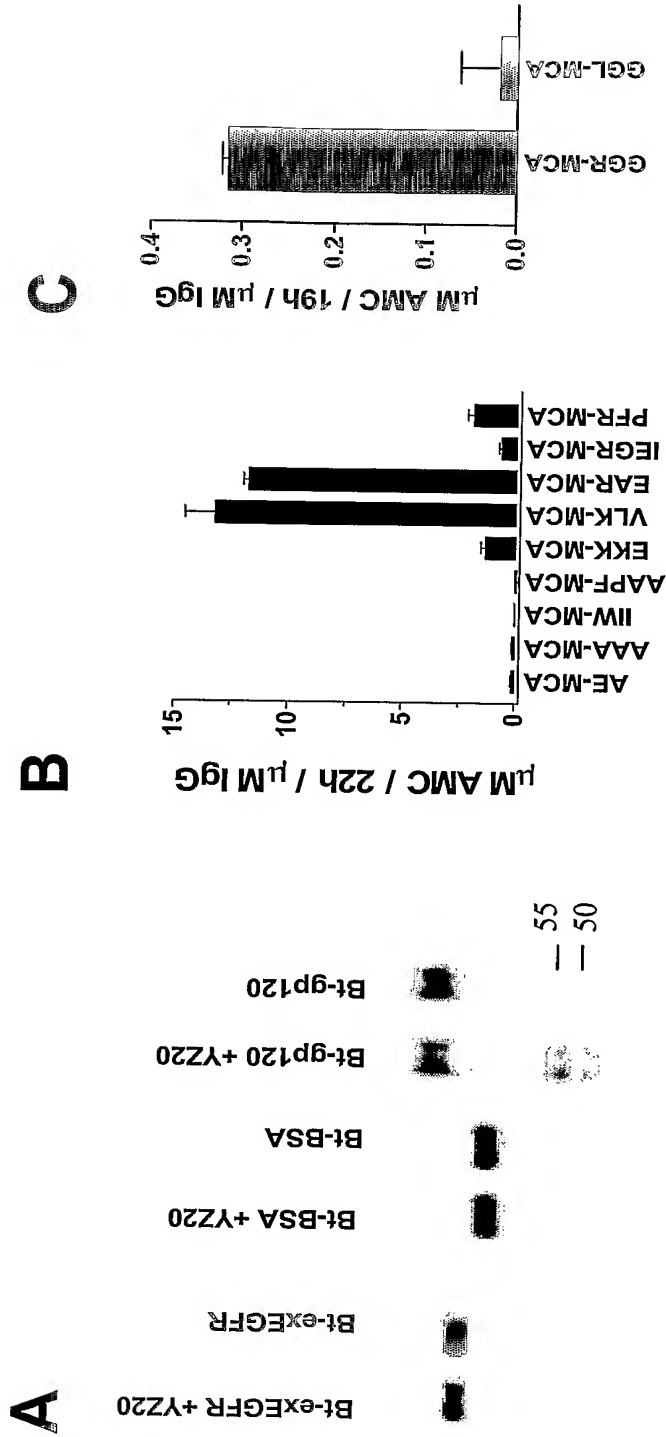 A
Bt-exEGFR +YZ20
Bt-exEGFR
Bt-BSA +YZ20
Bt-BSA
Bt-gp120 +YZ20
Bt-gp120
55
50
B
µM AMC / 22h / µM IgG
15
10
5
0
AE-MCA
AAA-MCA
IIW-MCA
AAPF-MCA
EKK-MCA
VLK-MCA
EAR-MCA
IEGR-MCA
PFR-MCA
C
µM AMC / 19h / µM IgG
0.4
0.3
0.2
0.1
0.0
GGR-MCA
GGL-MCA